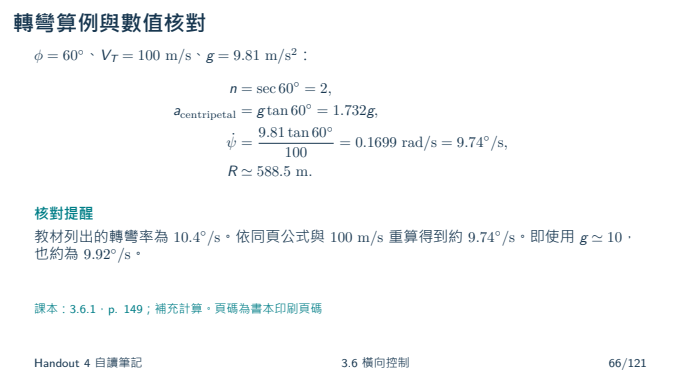 轉彎算例與數值核對
ϕ = 60°、V_T = 100 m/s、g = 9.81 m/s²：
n = sec 60° = 2,
a_centripetal = g tan 60° = 1.732g,
ψ̇ = 9.81 tan 60° / 100 = 0.1699 rad/s = 9.74°/s,
R ≃ 588.5 m.
核對提醒
教材列出的轉彎率為 10.4°/s。依同頁公式與 100 m/s 重算得到約 9.74°/s。即使用 g ≃ 10，
也約為 9.92°/s。
課本：3.6.1，p. 149；補充計算。頁碼為書本印刷頁碼
Handout 4 自讀筆記 3.6 橫向控制 66/121